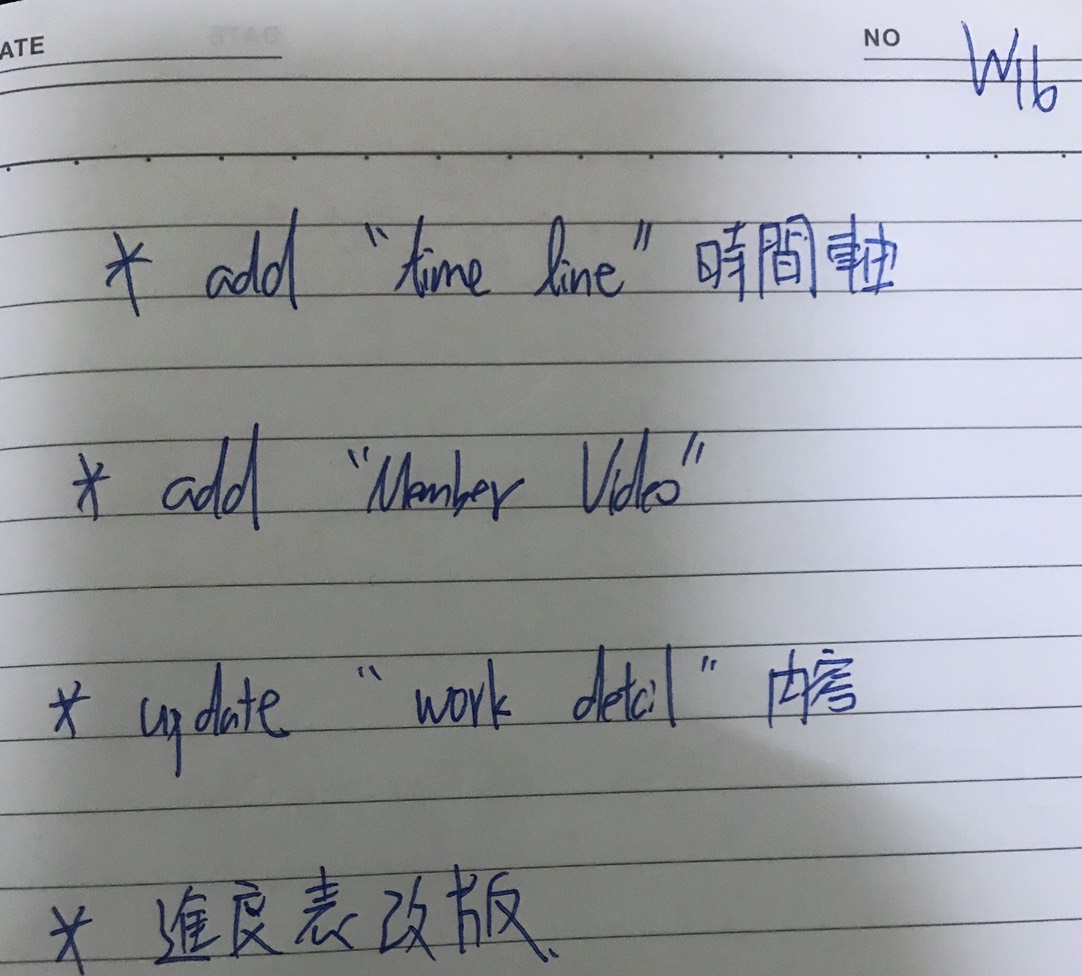 ATE
NO W16
* add "time line" 時間軸
* add "Member Video"
* update "work detail" 內容
* 進度表改版、